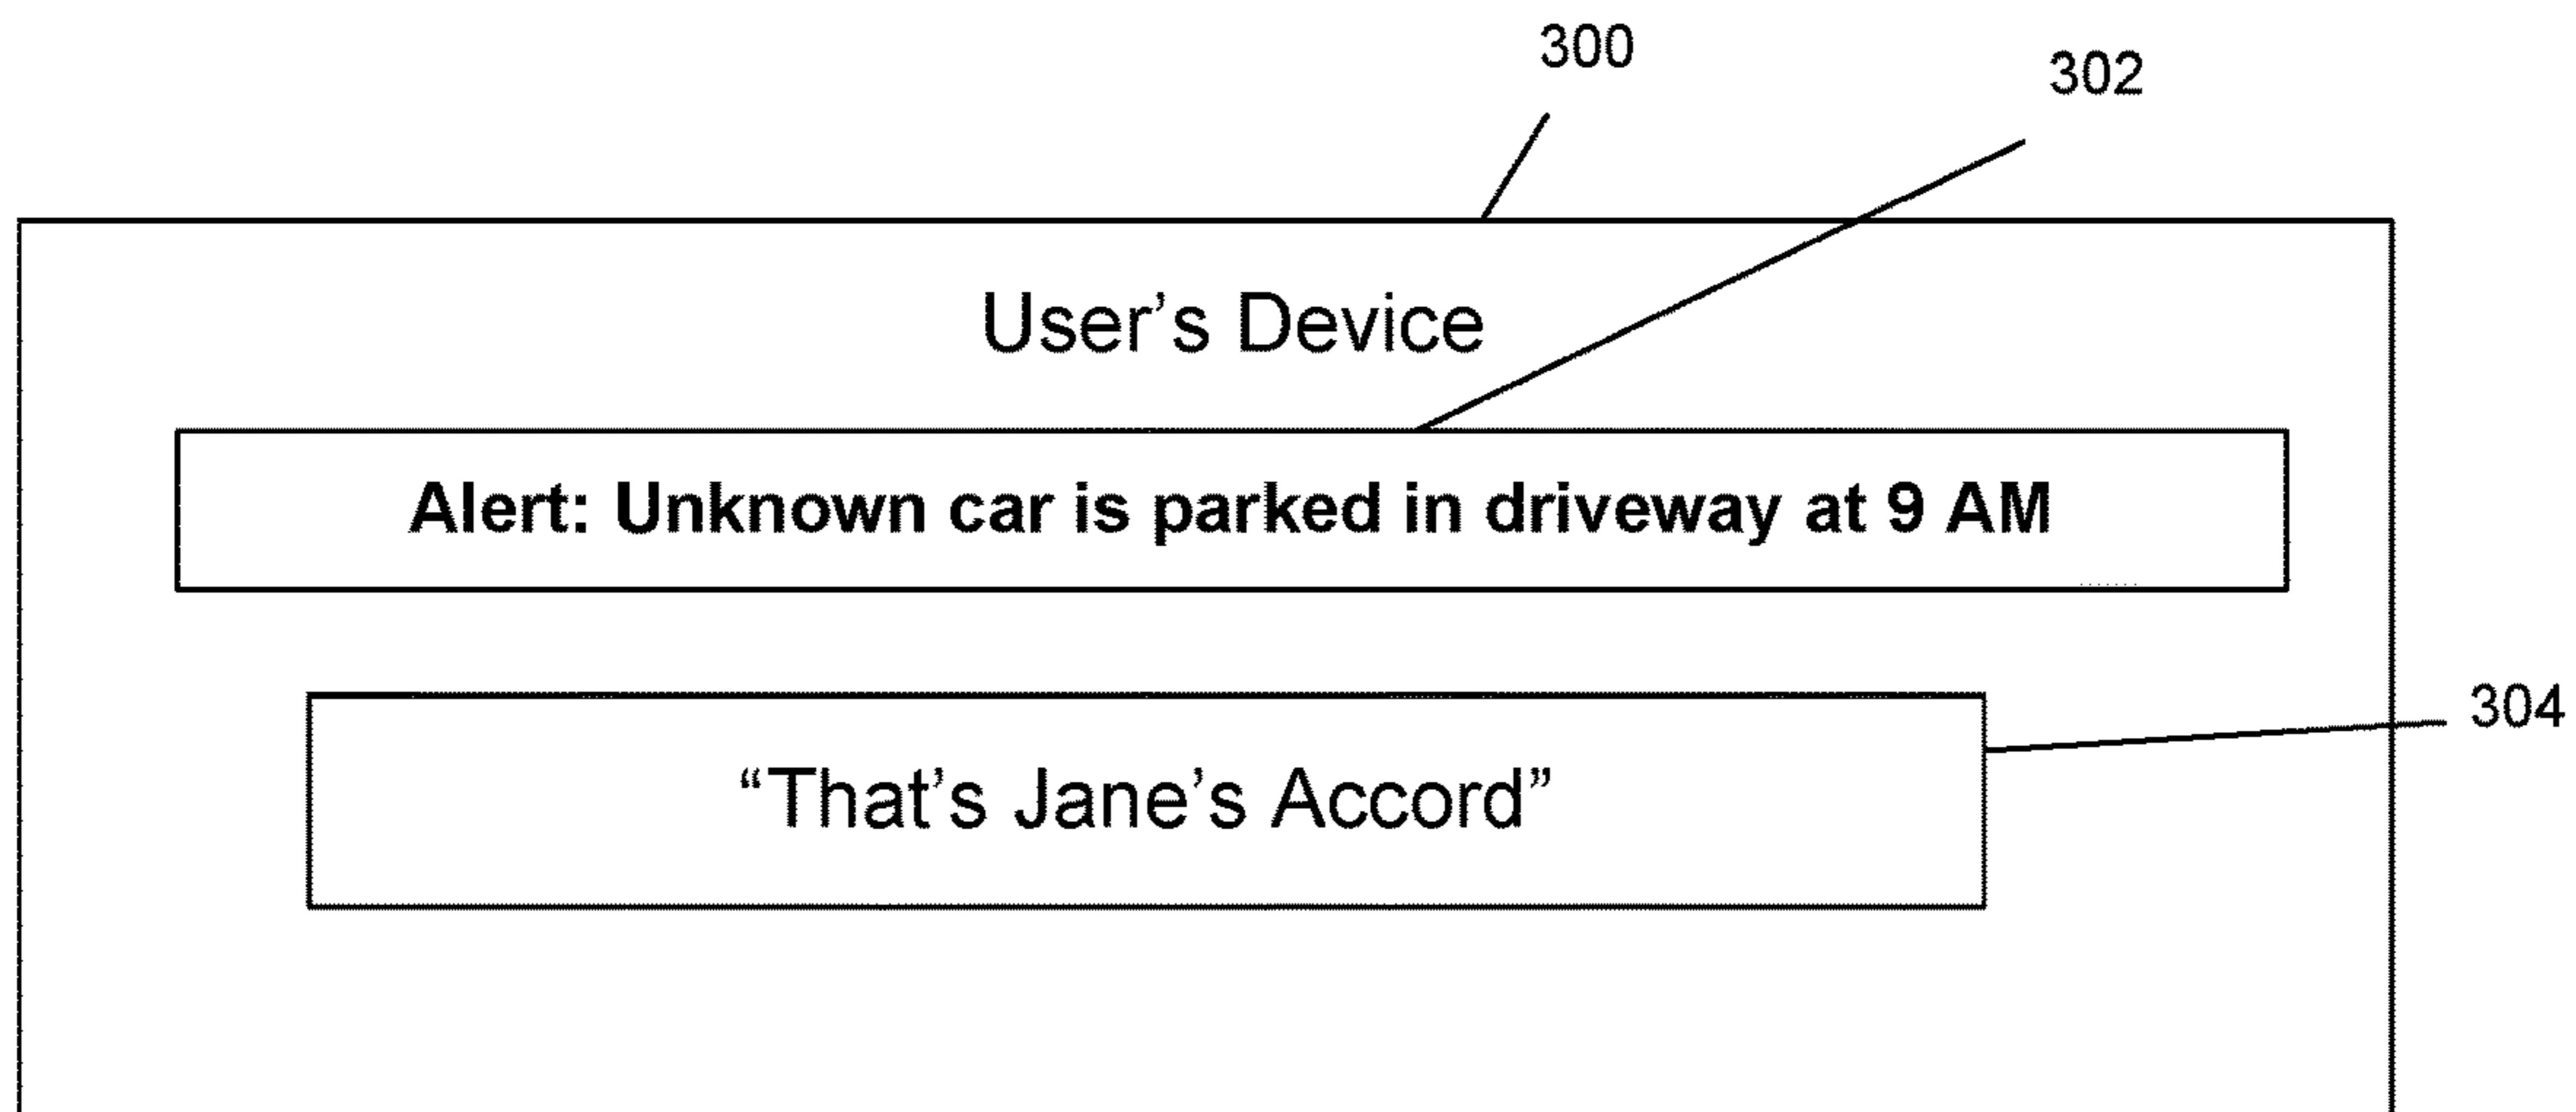 300
302
User’s Device
Alert: Unknown car is parked in driveway at 9 AM
304
“That’s Jane’s Accord”